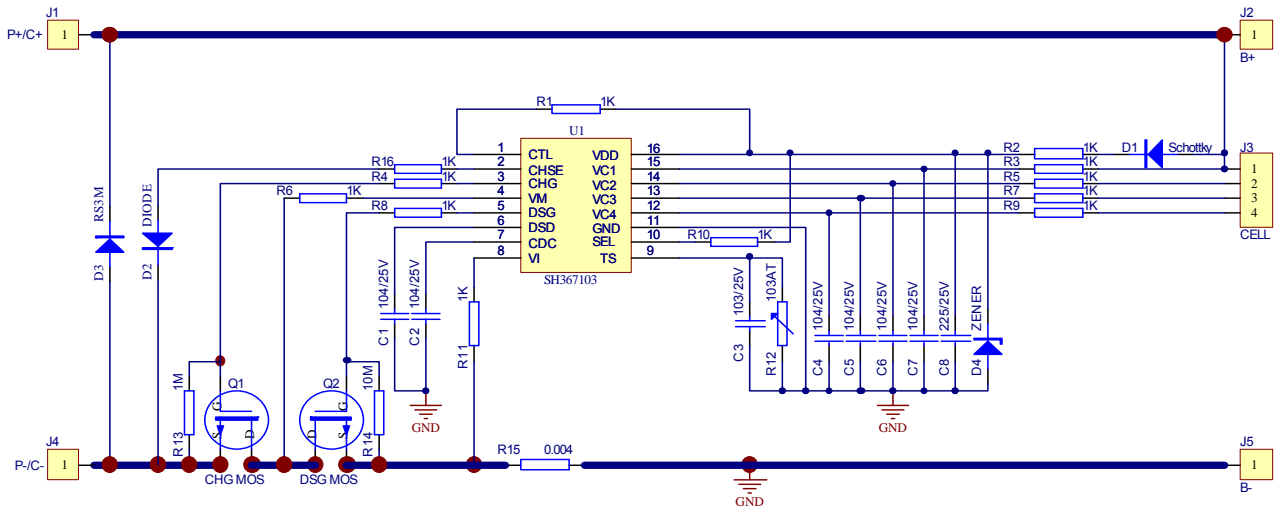 J1
J2
P+/C+ 1
1
B+
R1 1K
U1
1 CTL VDD 16
2 CHSE VC1 15
3 CHG VC2 14
4 VM VC3 13
5 DSG VC4 12
6 DSD GND 11
7 CDC SEL 10
8 VI TS 9
SH367103
R16 1K
R4 1K
R6 1K
R8 1K
R2 1K D1 Schottky
R3 1K
R5 1K
R7 1K
R9 1K
J3
1
2
3
4
CELL
R10 1K
RS3M
D3
DIODE
D2
104/25V
C1
104/25V
C2
1K
R11
103/25V
C3
103AT
R12
104/25V
C4
104/25V
C5
104/25V
C6
104/25V
C7
225/25V
C8
ZENER
D4
1M
R13
Q1
G
S
D
Q2
G
D
S
10M
R14
GND
GND
J4
P-/C- 1
CHG MOS
DSG MOS
R15 0.004
GND
J5
1
B-